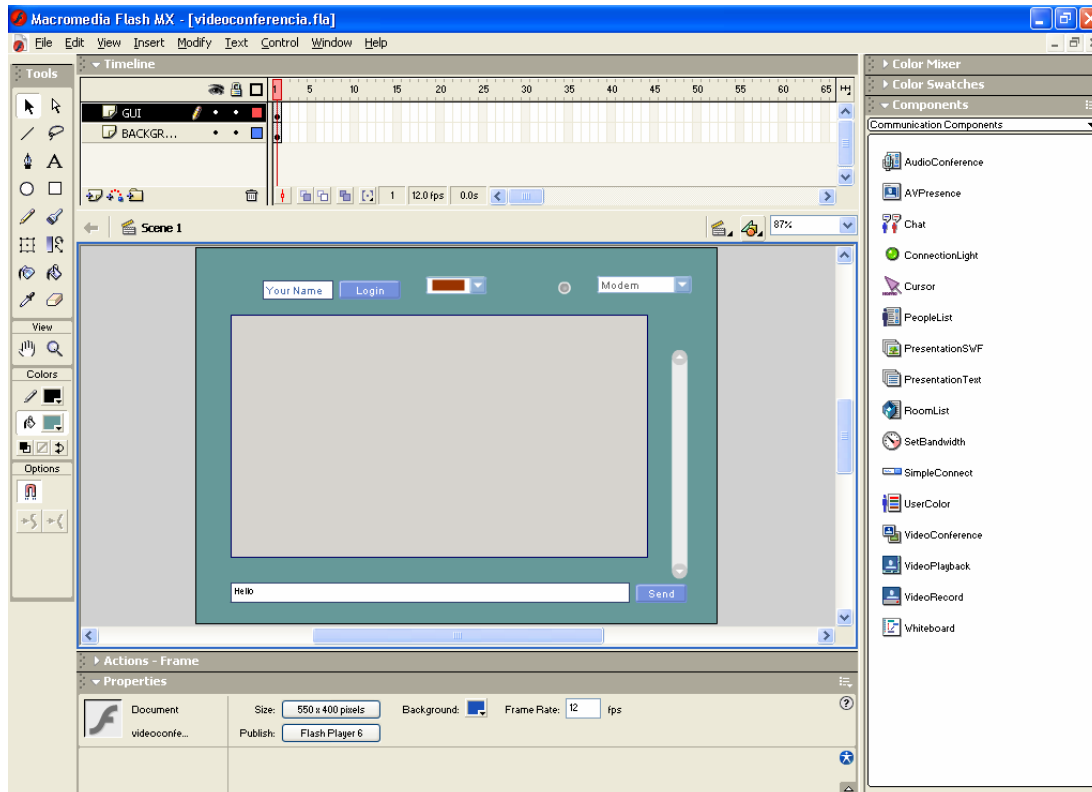 Macromedia Flash MX - [videoconferencia.fla]
File Edit View Insert Modify Text Control Window Help
Tools
Timeline
1 5 10 15 20 25 30 35 40 45 50 55 60 65
GUI
BACKGR...
1 12.0 fps 0.0s
Scene 1
87%
View
Colors
Options
Your Name
Login
Modem
Hello
Send
Actions - Frame
Properties
Document
videoconfe...
Size: 550 x 400 pixels
Background:
Frame Rate: 12 fps
Publish: Flash Player 6
Color Mixer
Color Swatches
Components
Communication Components
AudioConference
AVPresence
Chat
ConnectionLight
Cursor
PeopleList
PresentationSWF
PresentationText
RoomList
SetBandwidth
SimpleConnect
UserColor
VideoConference
VideoPlayback
VideoRecord
Whiteboard